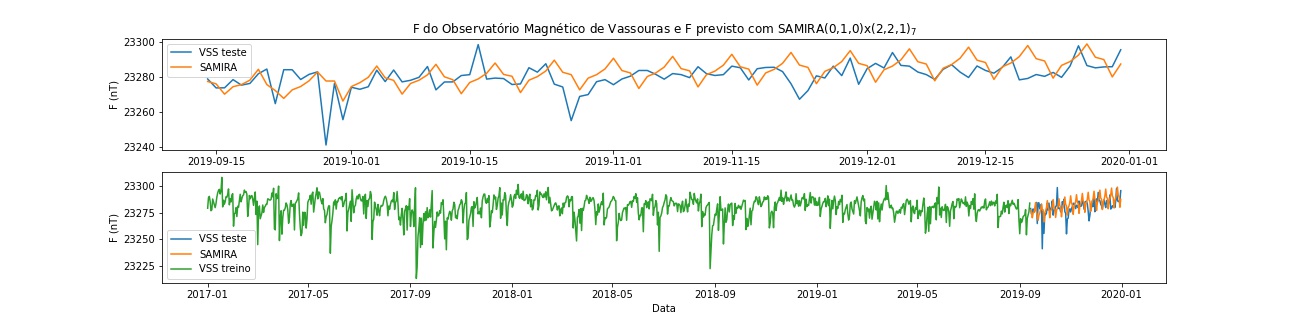 F do Observatório Magnético de Vassouras e F previsto com SAMIRA(0,1,0)x(2,2,1)₇
23300
23280
23260
23240
F (nT)
VSS teste
SAMIRA
2019-09-15 2019-10-01 2019-10-15 2019-11-01 2019-11-15 2019-12-01 2019-12-15 2020-01-01
23300
23275
23250
23225
F (nT)
VSS teste
SAMIRA
VSS treino
2017-01 2017-05 2017-09 2018-01 2018-05 2018-09 2019-01 2019-05 2019-09 2020-01
Data